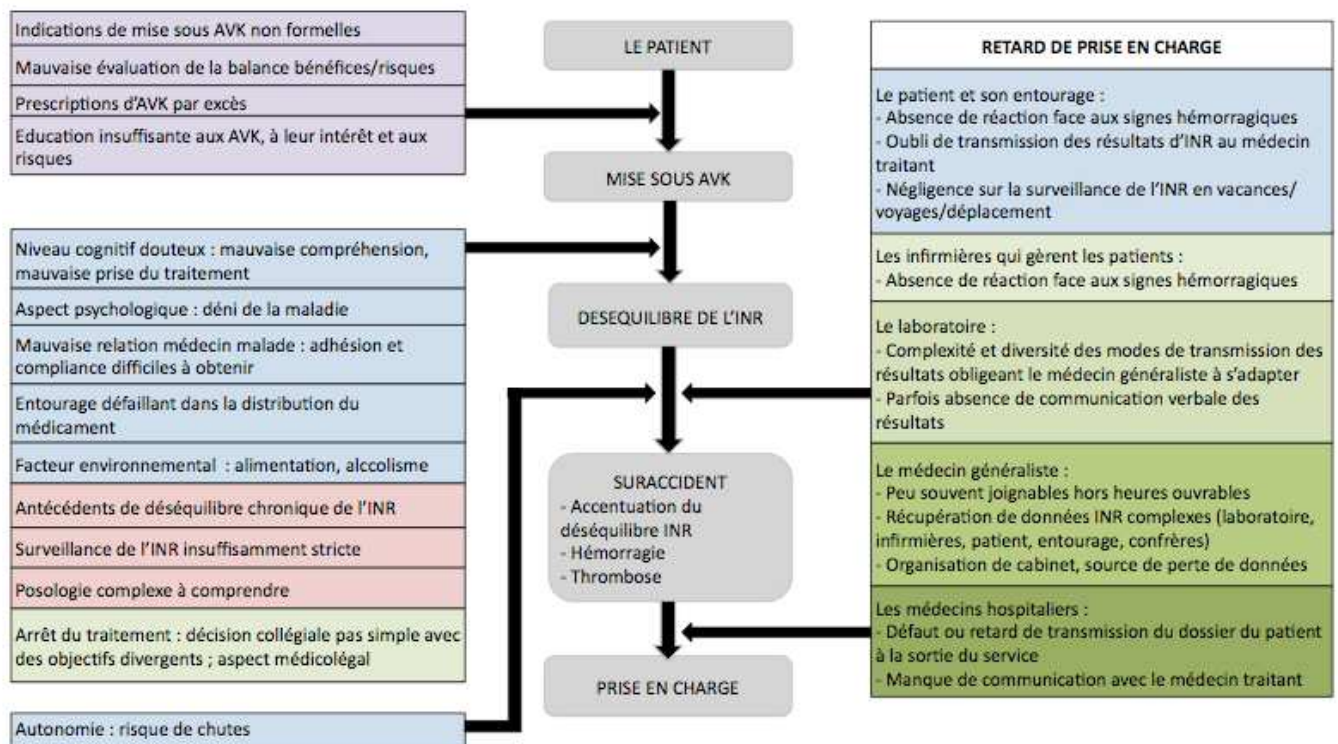 Indications de mise sous AVK non formelles
Mauvaise évaluation de la balance bénéfices/risques
Prescriptions d'AVK par excès
Education insuffisante aux AVK, à leur intérêt et aux
risques
Niveau cognitif douteux : mauvaise compréhension,
mauvaise prise du traitement
Aspect psychologique : déni de la maladie
Mauvaise relation médecin malade : adhésion et
compliance difficiles à obtenir
Entourage défaillant dans la distribution du
médicament
Facteur environnemental : alimentation, alccolisme
Antécédents de déséquilibre chronique de l'INR
Surveillance de l'INR insuffisamment stricte
Posologie complexe à comprendre
Arrêt du traitement : décision collégiale pas simple avec
des objectifs divergents ; aspect médicolégal
Autonomie : risque de chutes
LE PATIENT
MISE SOUS AVK
DESEQUILIBRE DE L'INR
SURACCIDENT
- Accentuation du
déséquilibre INR
- Hémorragie
- Thrombose
PRISE EN CHARGE
RETARD DE PRISE EN CHARGE
Le patient et son entourage :
- Absence de réaction face aux signes hémorragiques
- Oubli de transmission des résultats d'INR au médecin
traitant
- Négligence sur la surveillance de l'INR en vacances/
voyages/déplacement
Les infirmières qui gèrent les patients :
- Absence de réaction face aux signes hémorragiques
Le laboratoire :
- Complexité et diversité des modes de transmission des
résultats obligeant le médecin généraliste à s'adapter
- Parfois absence de communication verbale des
résultats
Le médecin généraliste :
- Peu souvent joignables hors heures ouvrables
- Récupération de données INR complexes (laboratoire,
infirmières, patient, entourage, confrères)
- Organisation de cabinet, source de perte de données
Les médecins hospitaliers :
- Défaut ou retard de transmission du dossier du patient
à la sortie du service
- Manque de communication avec le médecin traitant